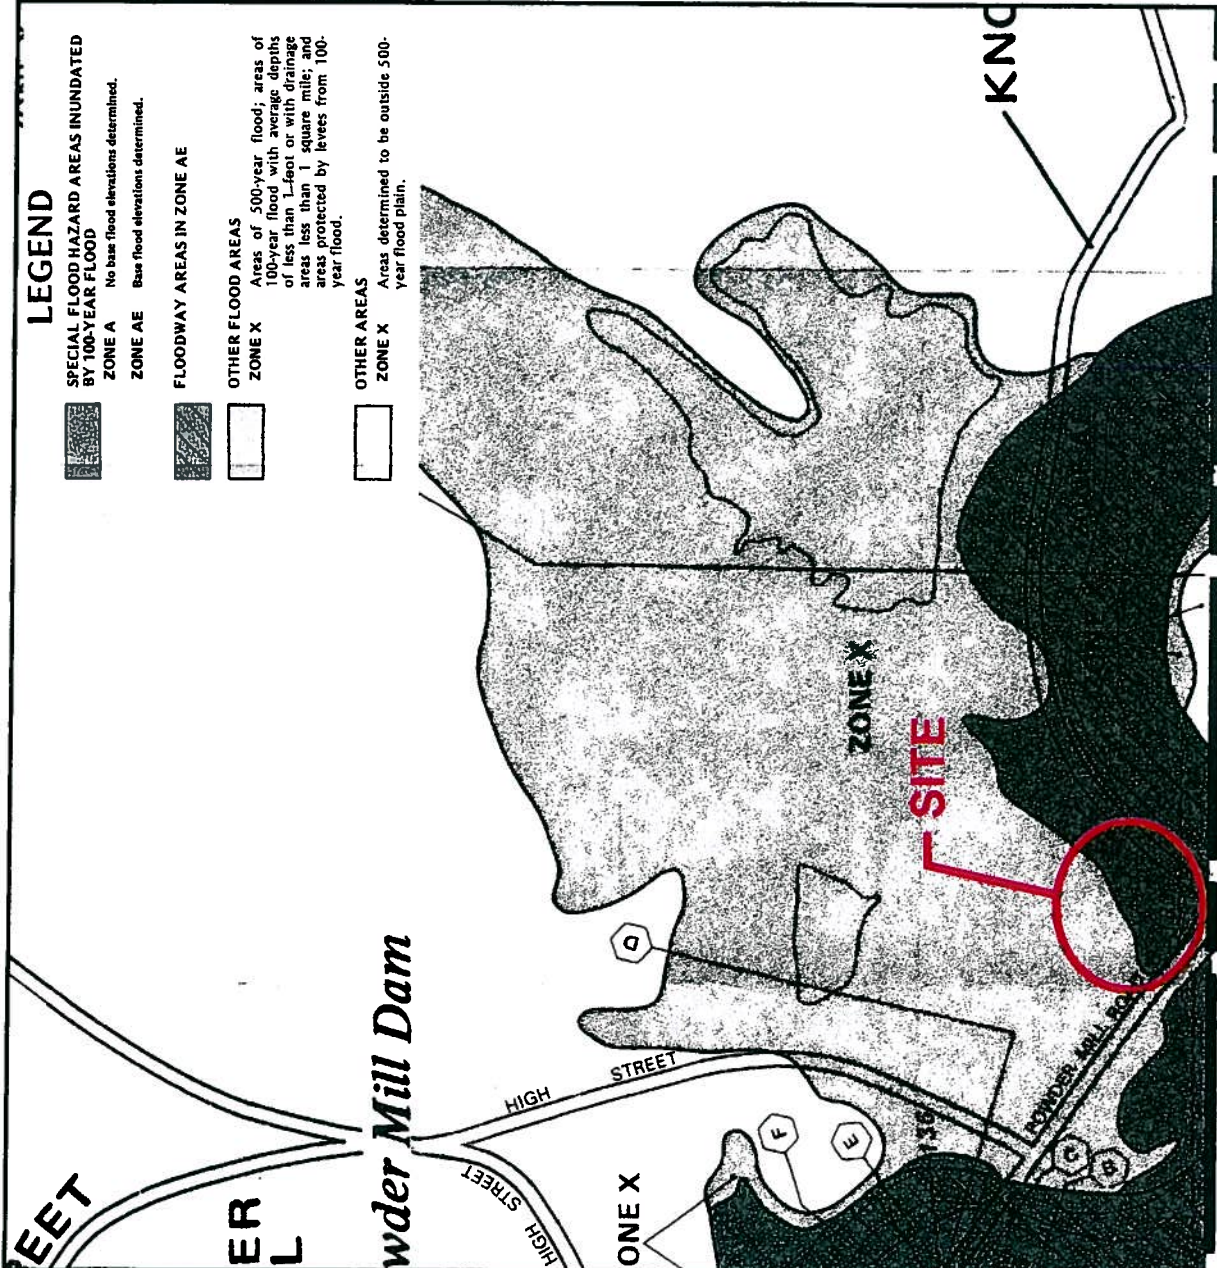 LEGEND
SPECIAL FLOOD HAZARD AREAS INUNDATED
BY 100-YEAR FLOOD
ZONE A No base flood elevations determined.
ZONE AE Base flood elevations determined.
FLOODWAY AREAS IN ZONE AE
OTHER FLOOD AREAS
ZONE X Areas of 500-year flood; areas of
100-year flood with average depths
of less than 1 foot or with drainage
areas less than 1 square mile; and
areas protected by levees from 100-
year flood.
OTHER AREAS
ZONE X Areas determined to be outside 500-
year flood plain.
KNO
ZONE X
SITE
D
HIGH STREET
POWDER MILL ROAD
136
F
E
C
B
HIGH STREET
REET
ER
L
wder Mill Dam
ONE X